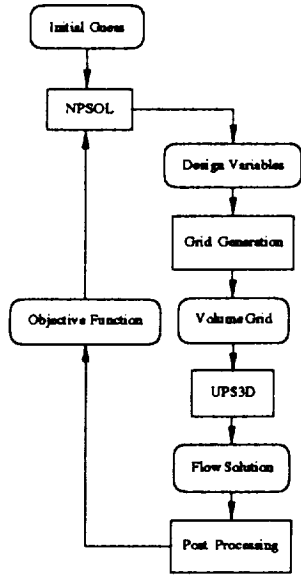 Initial Guess
NPSOL
Design Variables
Grid Generation
Objective Function
Volume Grid
UPS3D
Flow Solution
Post Processing